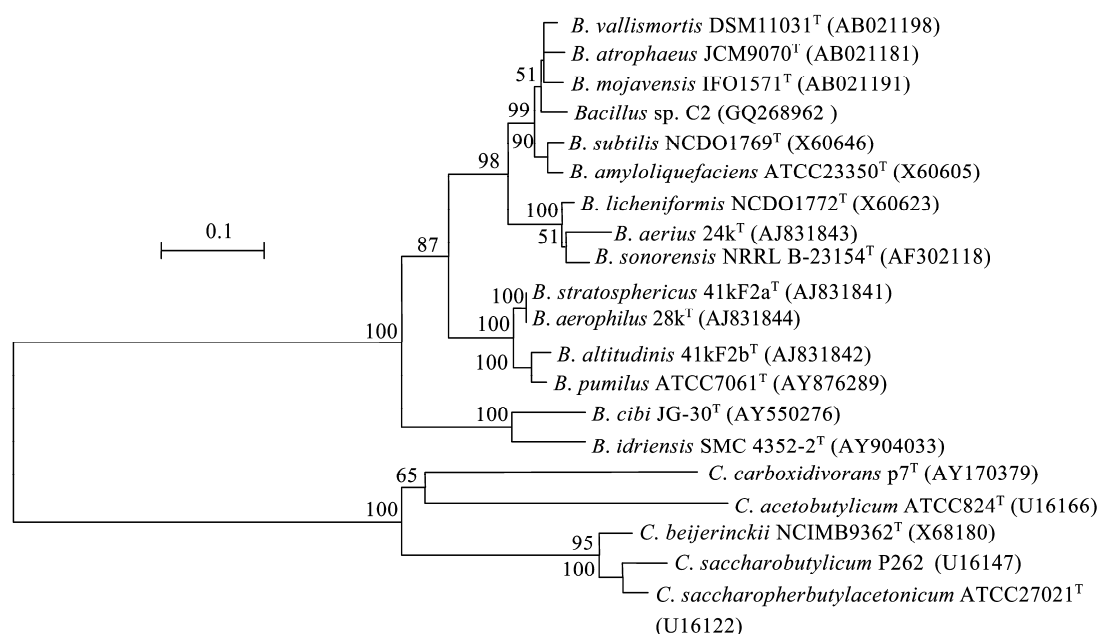 B. vallismortis DSM11031ᵀ (AB021198)
B. atrophaeus JCM9070ᵀ (AB021181)
51
B. mojavensis IFO1571ᵀ (AB021191)
99
Bacillus sp. C2 (GQ268962 )
90
B. subtilis NCDO1769ᵀ (X60646)
98
B. amyloliquefaciens ATCC23350ᵀ (X60605)
100
B. licheniformis NCDO1772ᵀ (X60623)
0.1
51
B. aerius 24kᵀ (AJ831843)
87
B. sonorensis NRRL B-23154ᵀ (AF302118)
100
B. stratosphericus 41kF2aᵀ (AJ831841)
100
B. aerophilus 28kᵀ (AJ831844)
100
100
B. altitudinis 41kF2bᵀ (AJ831842)
B. pumilus ATCC7061ᵀ (AY876289)
100
B. cibi JG-30ᵀ (AY550276)
B. idriensis SMC 4352-2ᵀ (AY904033)
65
C. carboxidivorans p7ᵀ (AY170379)
100
C. acetobutylicum ATCC824ᵀ (U16166)
95
C. beijerinckii NCIMB9362ᵀ (X68180)
100
C. saccharobutylicum P262 (U16147)
C. saccharopherbutylacetonicum ATCC27021ᵀ
(U16122)